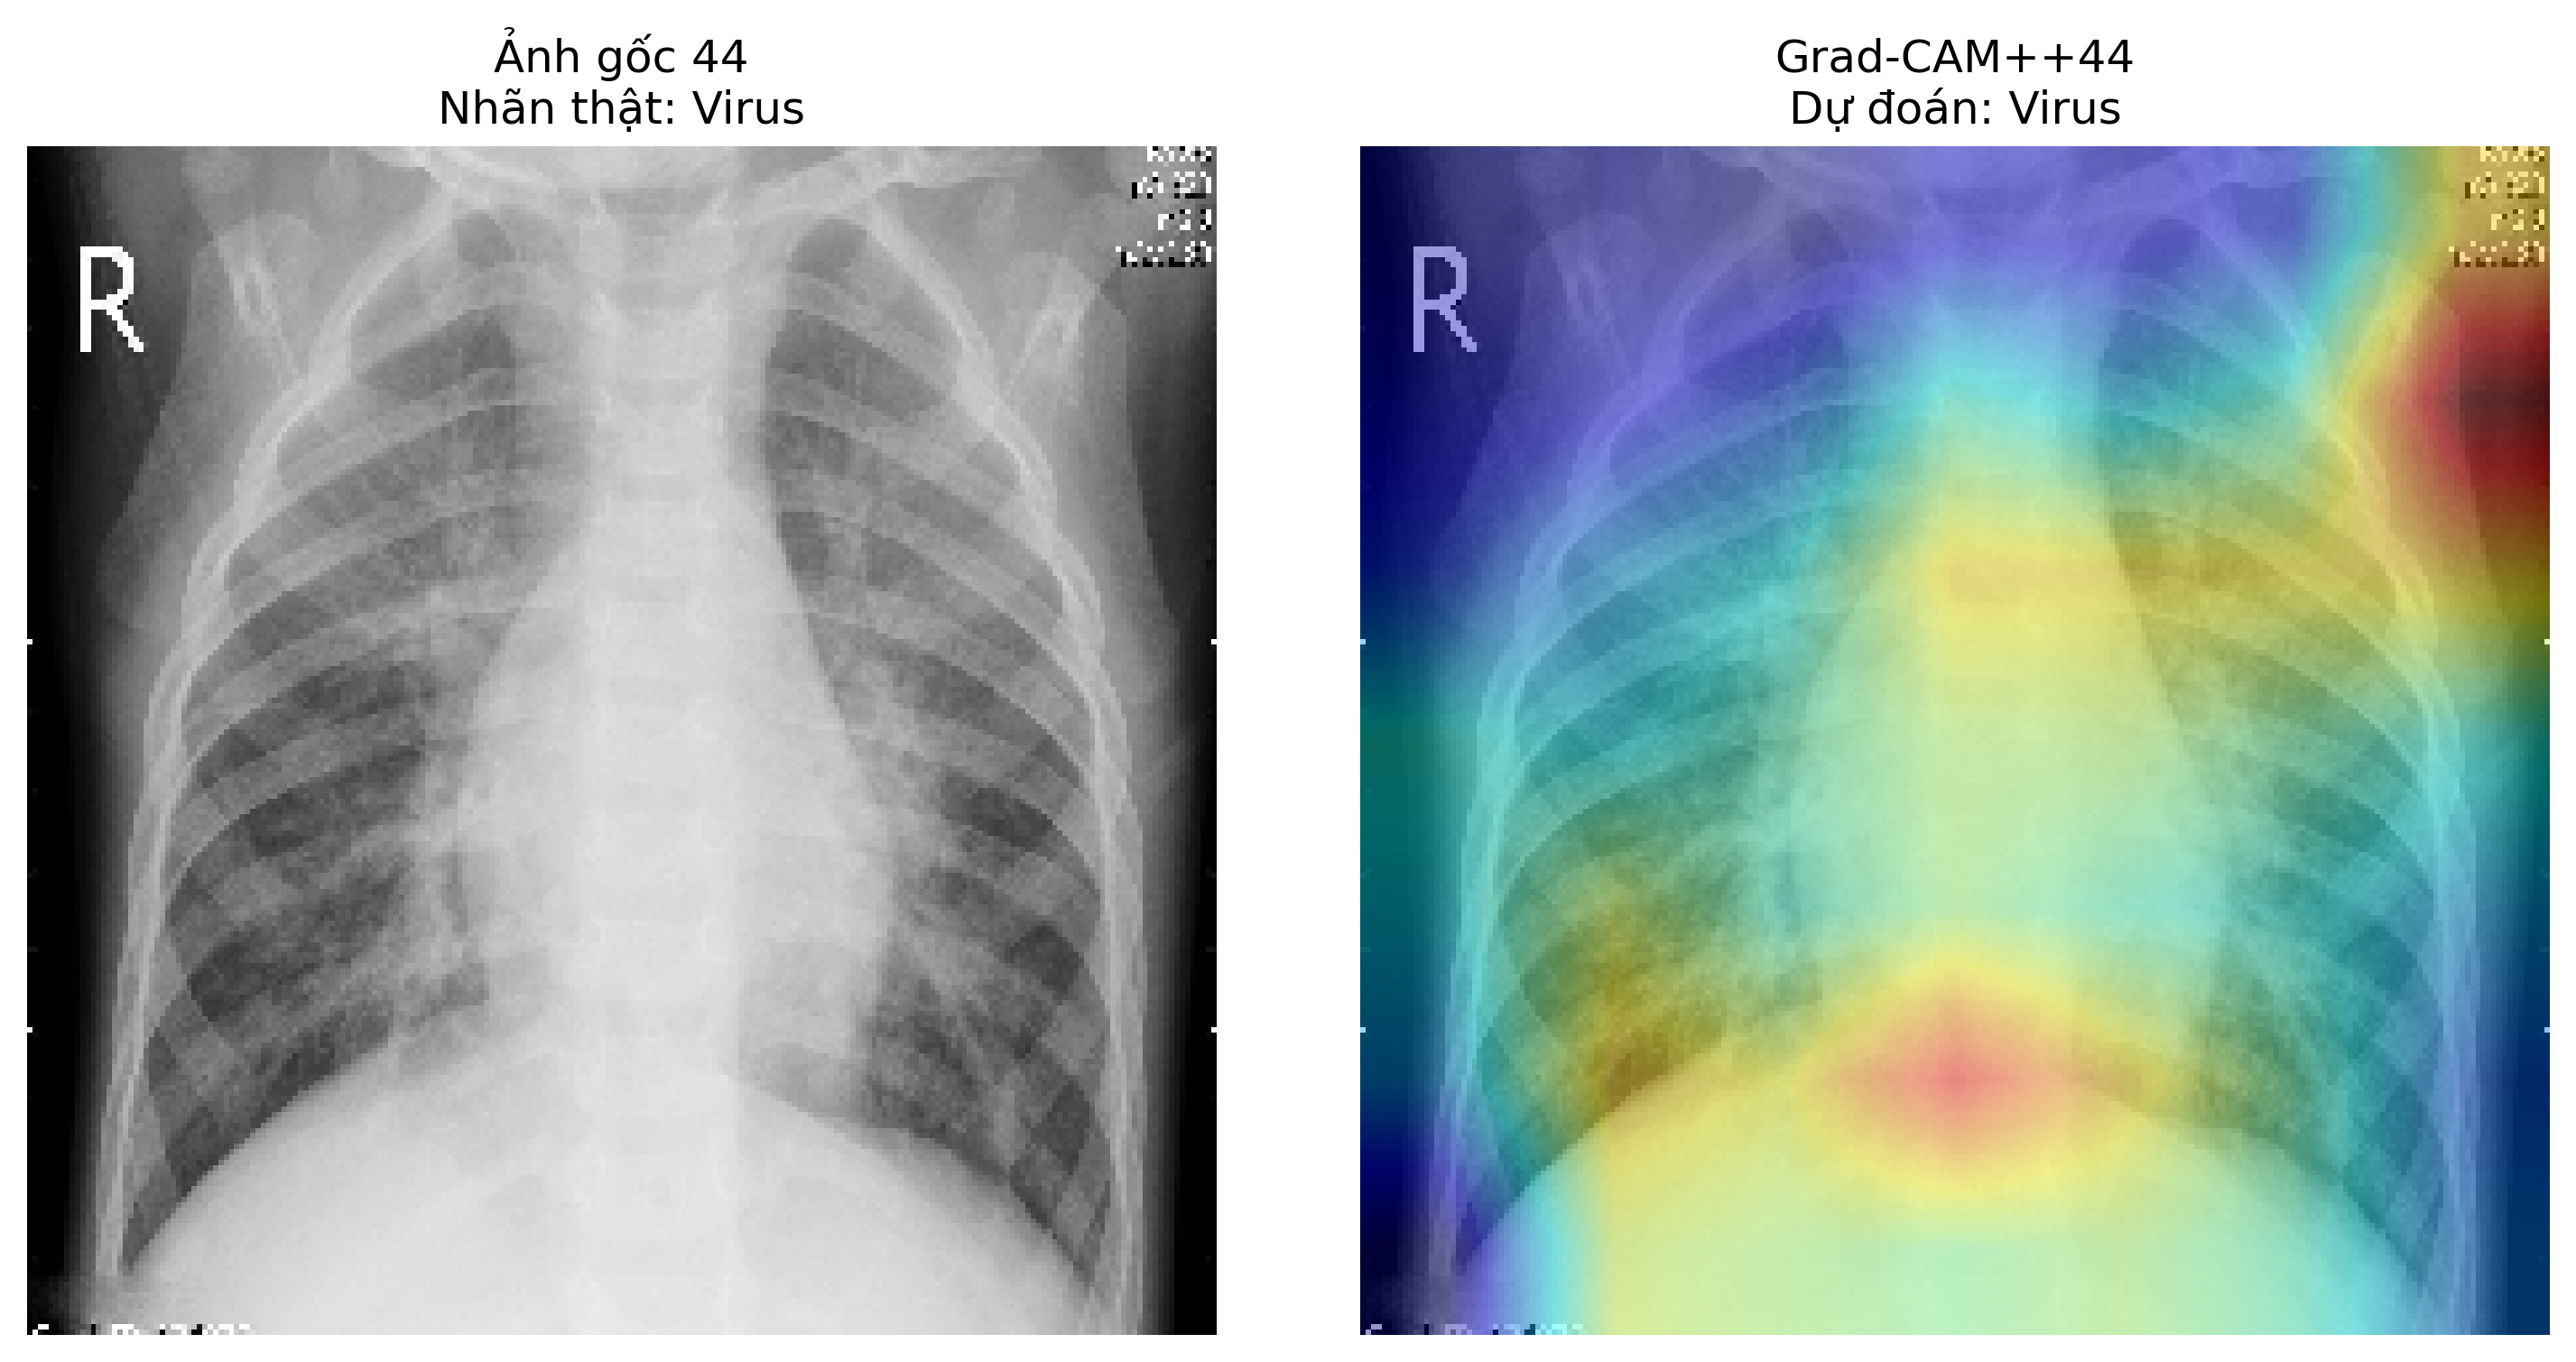 Ảnh gốc 44
Nhãn thật: Virus
Grad-CAM++44
Dự đoán: Virus
R
R